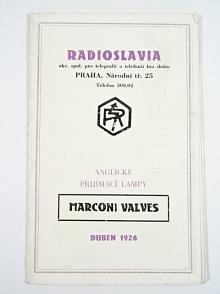 RADIOSLAVIA
akc. spol. pro telegrafii a telefonii bez drátu
PRAHA, Národní tř. 25
Telefon 303.02
ANGLICKÉ
PŘIJÍMACÍ LAMPY
MARCONI VALVES
DUBEN 1926